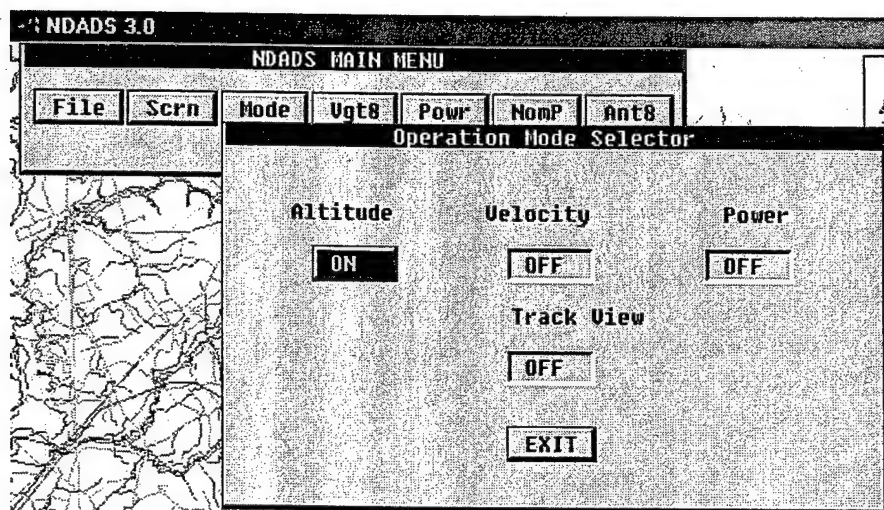 NDADS 3.0
NDADS MAIN MENU
File Scrn Mode Vgt8 Powr NomP Ant8
Operation Mode Selector
Altitude Velocity Power
ON OFF OFF
Track View
OFF
EXIT